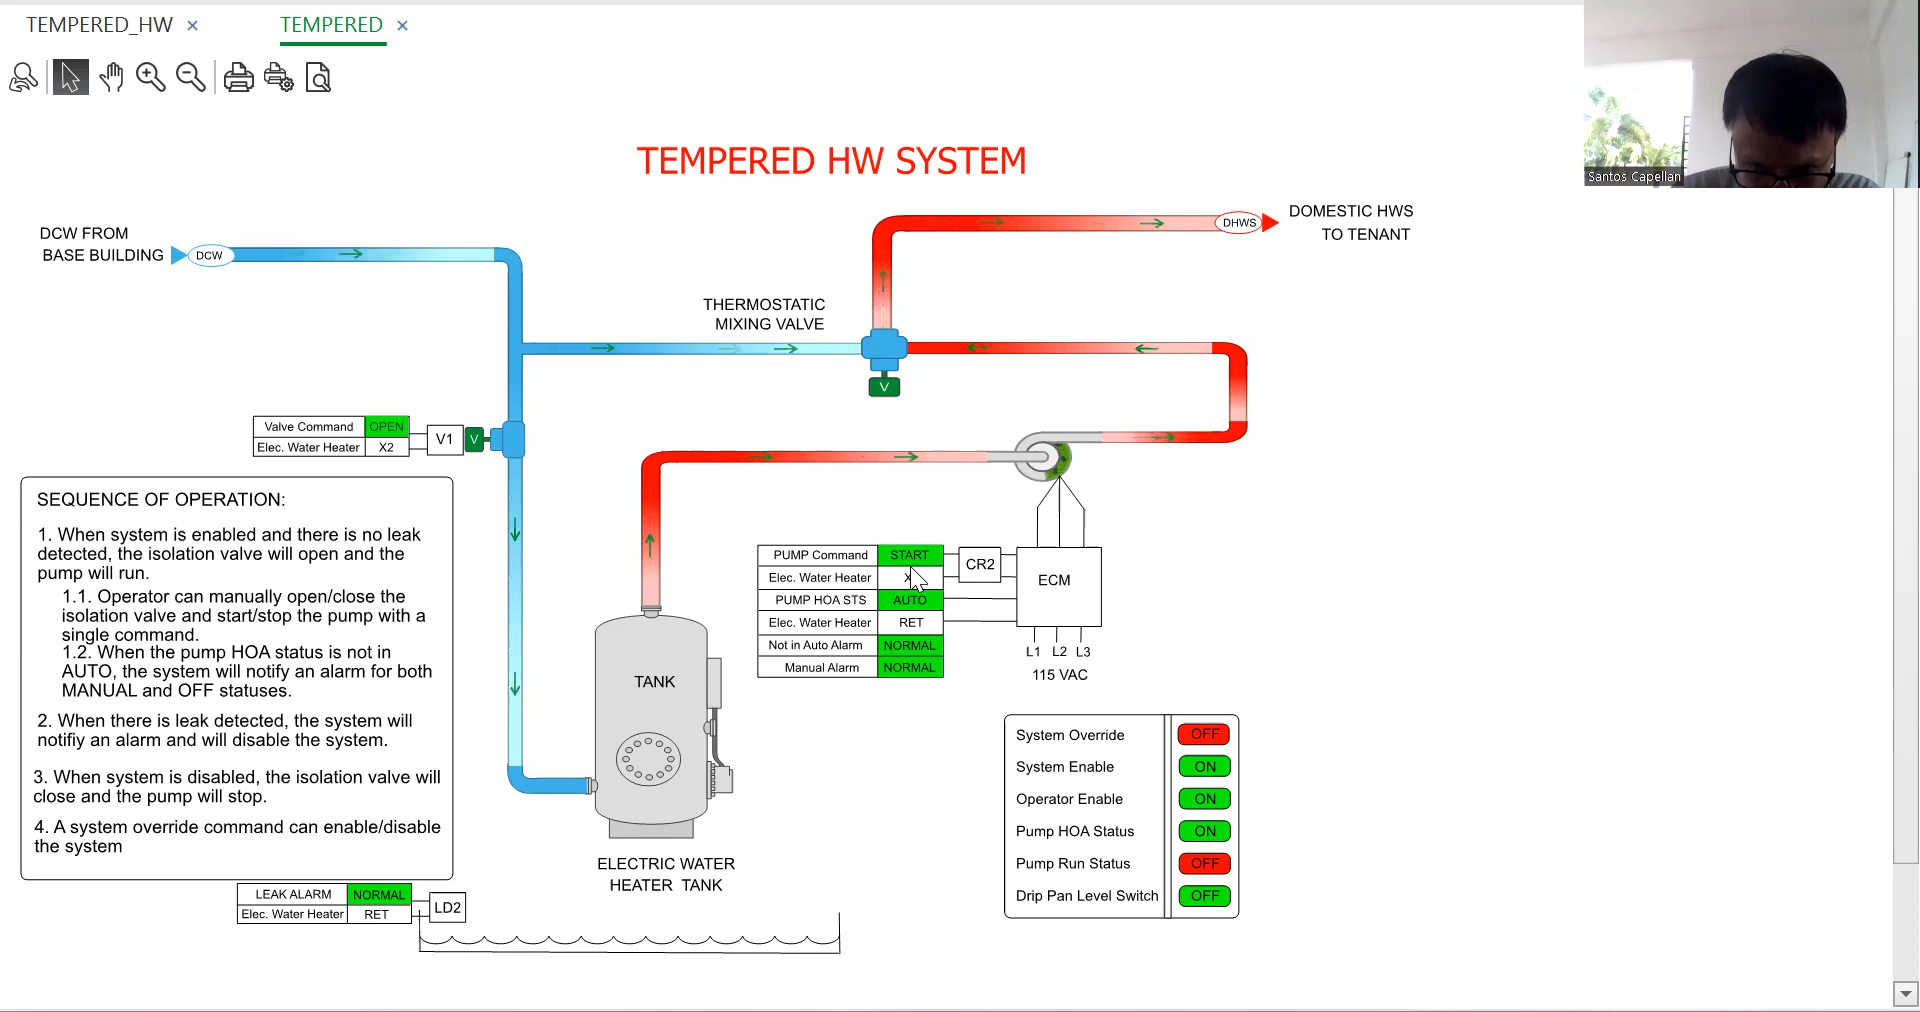 TEMPERED_HW ×
TEMPERED ×
Santos Capellan
TEMPERED HW SYSTEM
DCW FROM
BASE BUILDING
DCW
DHWS
DOMESTIC HWS
TO TENANT
THERMOSTATIC
MIXING VALVE
V
Valve Command OPEN
Elec. Water Heater X2
V1
V
SEQUENCE OF OPERATION:
1. When system is enabled and there is no leak
detected, the isolation valve will open and the
pump will run.
1.1. Operator can manually open/close the
isolation valve and start/stop the pump with a
single command.
1.2. When the pump HOA status is not in
AUTO, the system will notify an alarm for both
MANUAL and OFF statuses.
2. When there is leak detected, the system will
notifiy an alarm and will disable the system.
3. When system is disabled, the isolation valve will
close and the pump will stop.
4. A system override command can enable/disable
the system
PUMP Command START
Elec. Water Heater
PUMP HOA STS AUTO
Elec. Water Heater RET
Not in Auto Alarm NORMAL
Manual Alarm NORMAL
CR2
ECM
L1 L2 L3
115 VAC
TANK
ELECTRIC WATER
HEATER TANK
System Override OFF
System Enable ON
Operator Enable ON
Pump HOA Status ON
Pump Run Status OFF
Drip Pan Level Switch OFF
LEAK ALARM NORMAL
Elec. Water Heater RET
LD2